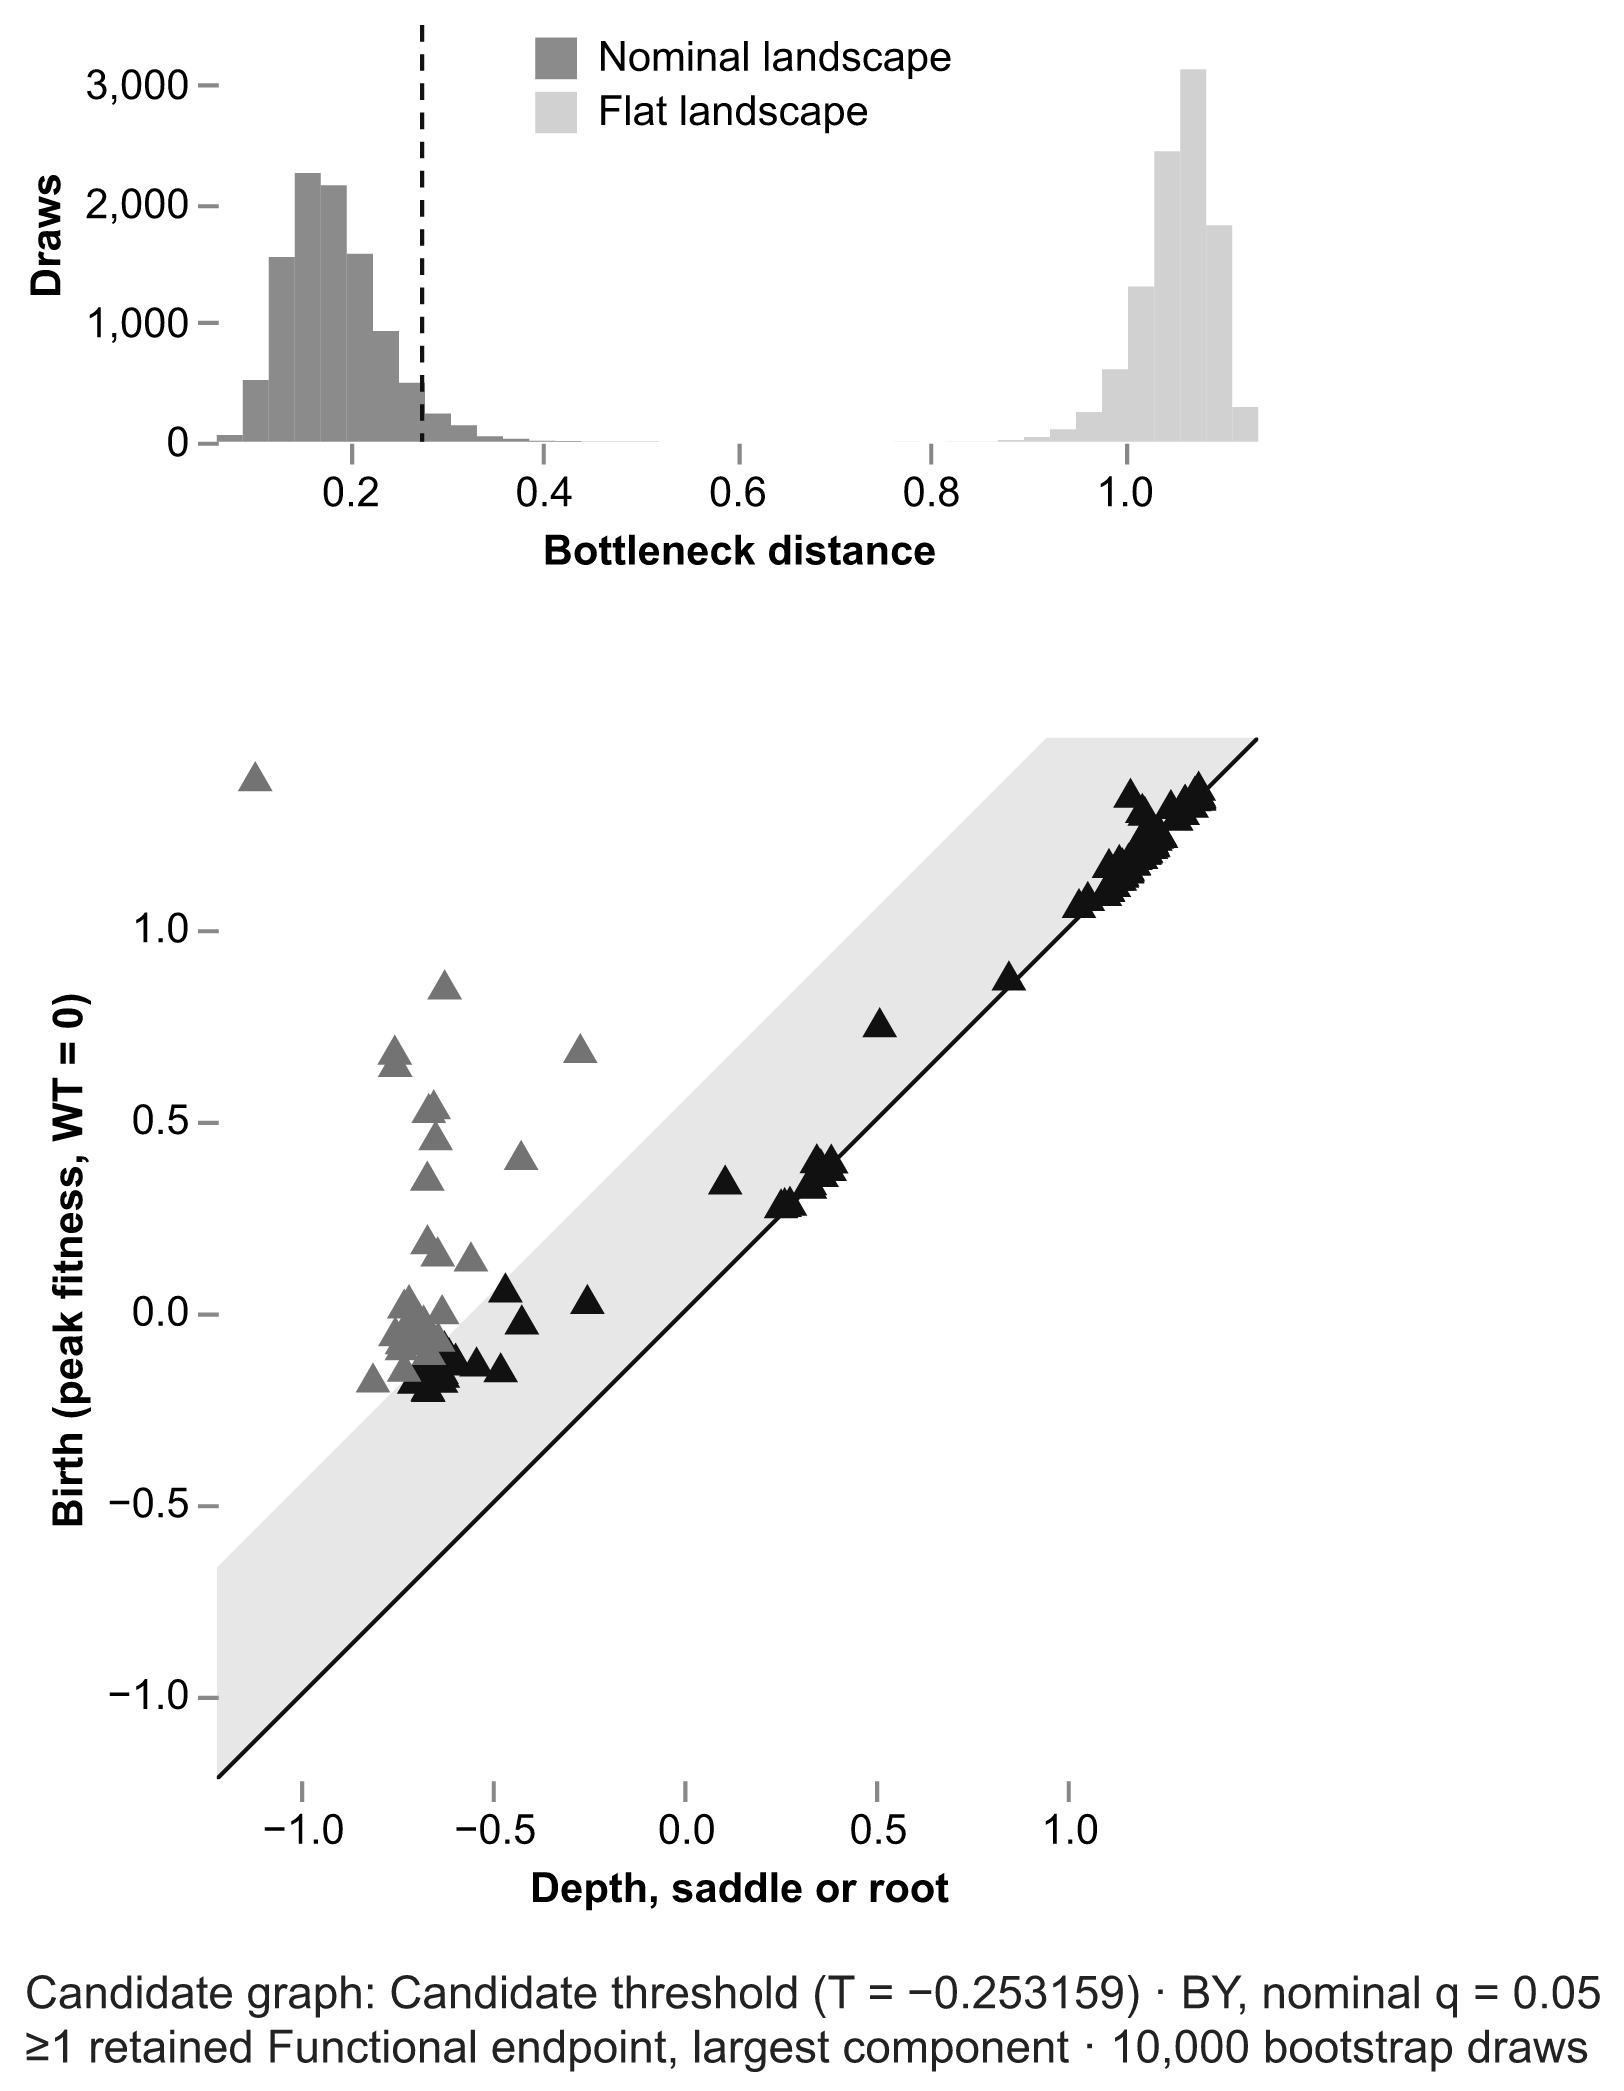 Nominal landscape
Flat landscape
3,000
2,000
1,000
0
Draws
0.2 0.4 0.6 0.8 1.0
Bottleneck distance
1.0
0.5
0.0
−0.5
−1.0
Birth (peak fitness, WT = 0)
−1.0 −0.5 0.0 0.5 1.0
Depth, saddle or root
Candidate graph: Candidate threshold (T = −0.253159) · BY, nominal q = 0.05
≥1 retained Functional endpoint, largest component · 10,000 bootstrap draws